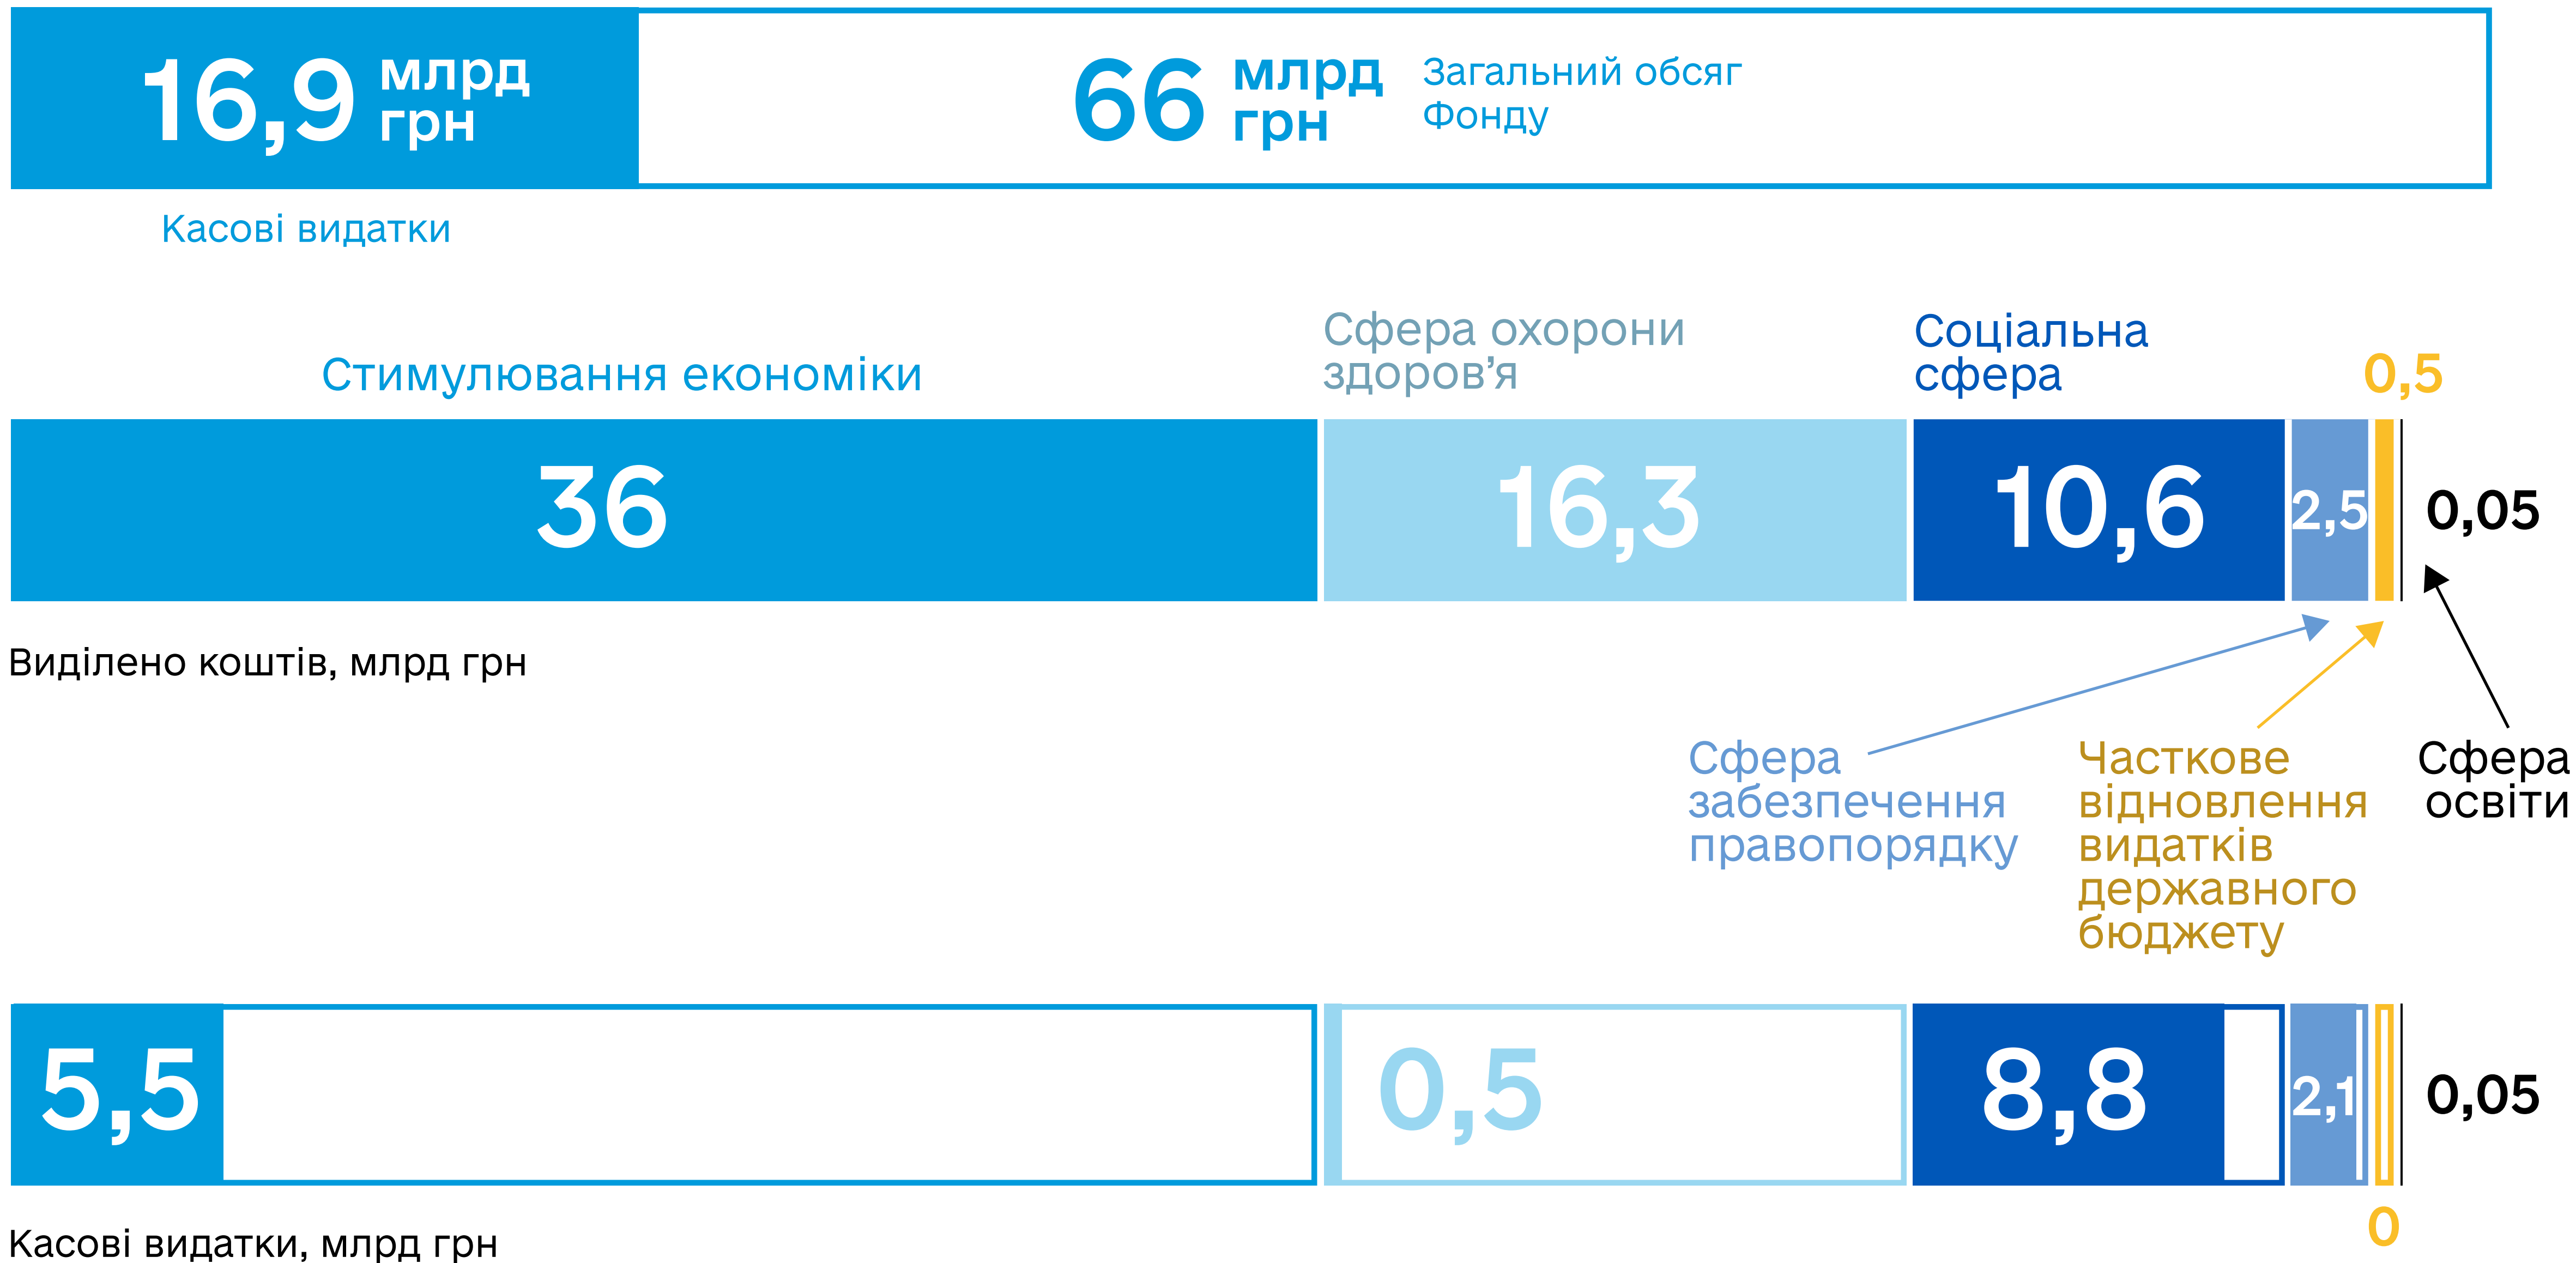 16,9 млрд грн
66 млрд грн
Загальний обсяг
Фонду
Касові видатки
Стимулювання економіки
Сфера охорони
здоров’я
Соціальна
сфера
0,5
36
16,3
10,6
2,5
0,05
Виділено коштів, млрд грн
Сфера
забезпечення
правопорядку
Часткове
відновлення
видатків
державного
бюджету
Сфера
освіти
5,5
0,5
8,8
2,1
0,05
0
Касові видатки, млрд грн